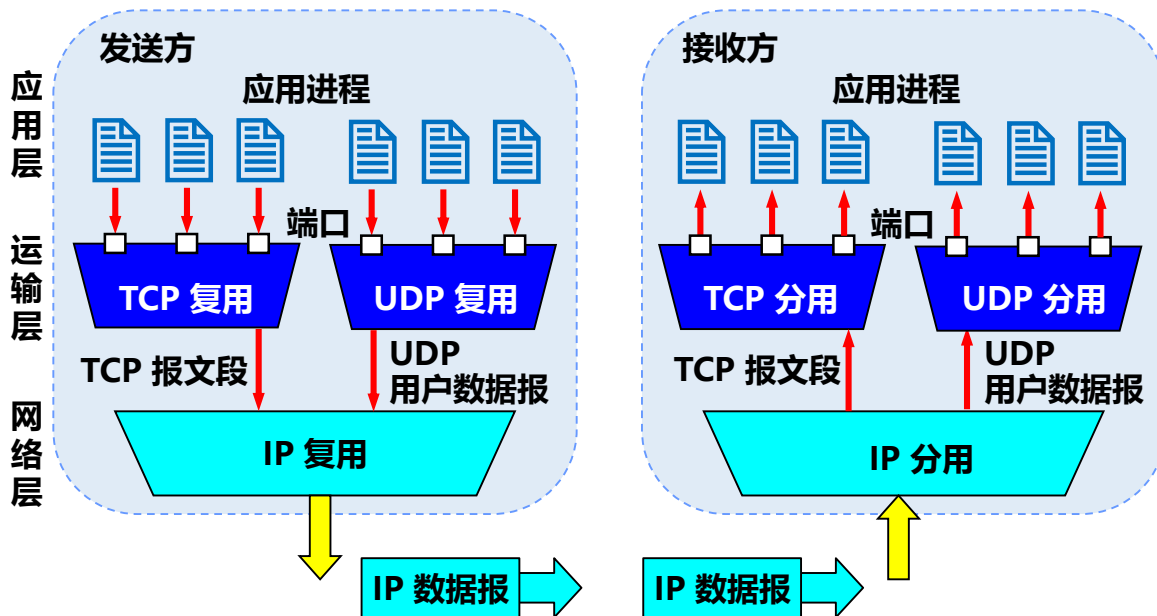 发送方
接收方
应用进程
应用进程
应用层
端口
端口
运输层
TCP 复用
UDP 复用
TCP 分用
UDP 分用
TCP 报文段
UDP
用户数据报
TCP 报文段
UDP
用户数据报
网络层
IP 复用
IP 分用
IP 数据报
IP 数据报